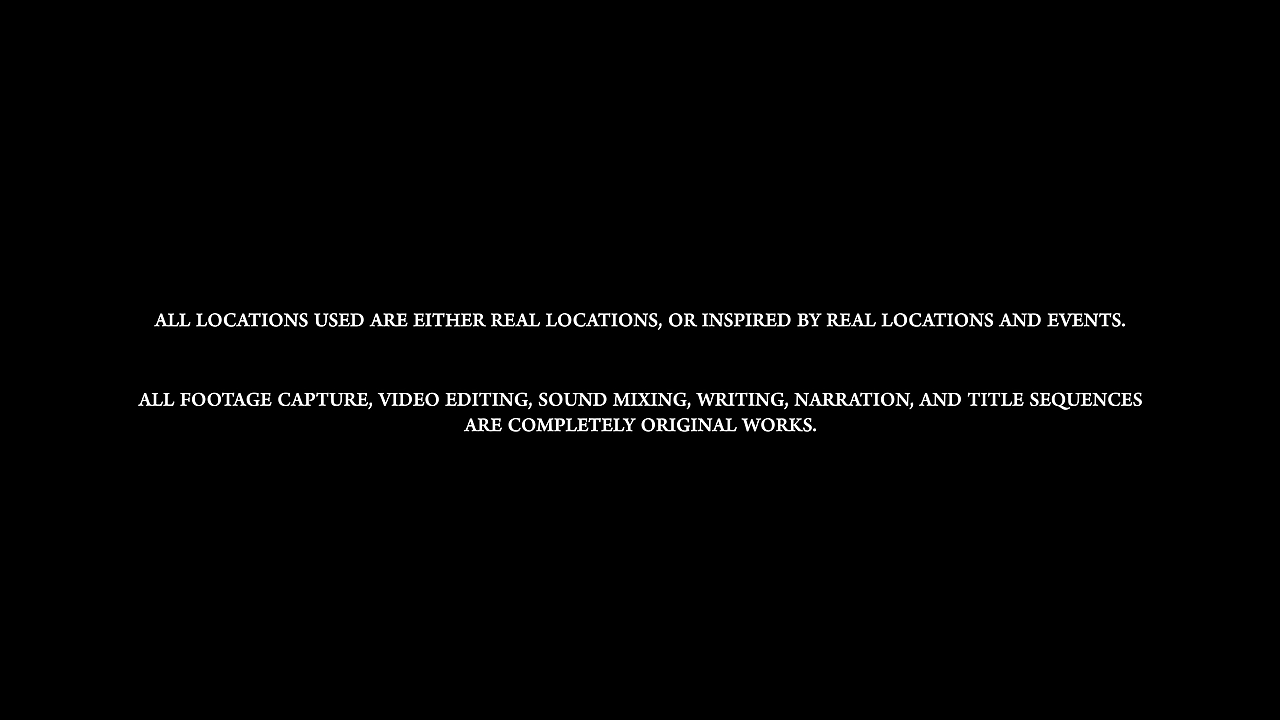 ALL LOCATIONS USED ARE EITHER REAL LOCATIONS, OR INSPIRED BY REAL LOCATIONS AND EVENTS.
ALL FOOTAGE CAPTURE, VIDEO EDITING, SOUND MIXING, WRITING, NARRATION, AND TITLE SEQUENCES
ARE COMPLETELY ORIGINAL WORKS.